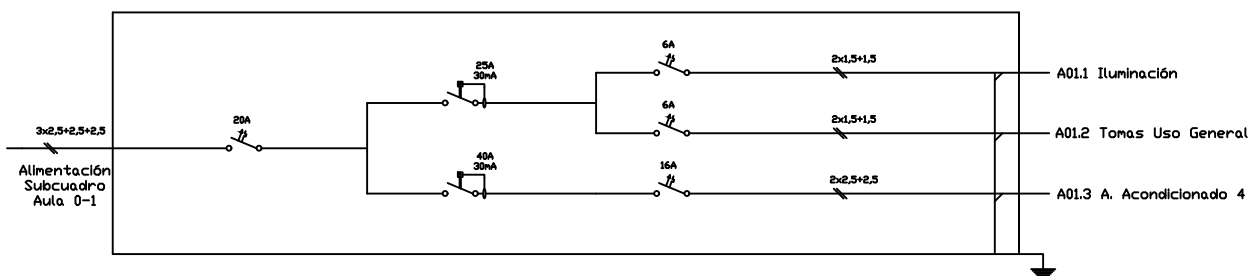 3x2,5+2,5+2,5
Alimentación
Subcuadro
Aula 0-1
20A
25A
30mA
40A
30mA
6A
2x1,5+1,5
A01.1 Iluminación
6A
2x1,5+1,5
A01.2 Tomas Uso General
16A
2x2,5+2,5
A01.3 A. Acondicionado 4